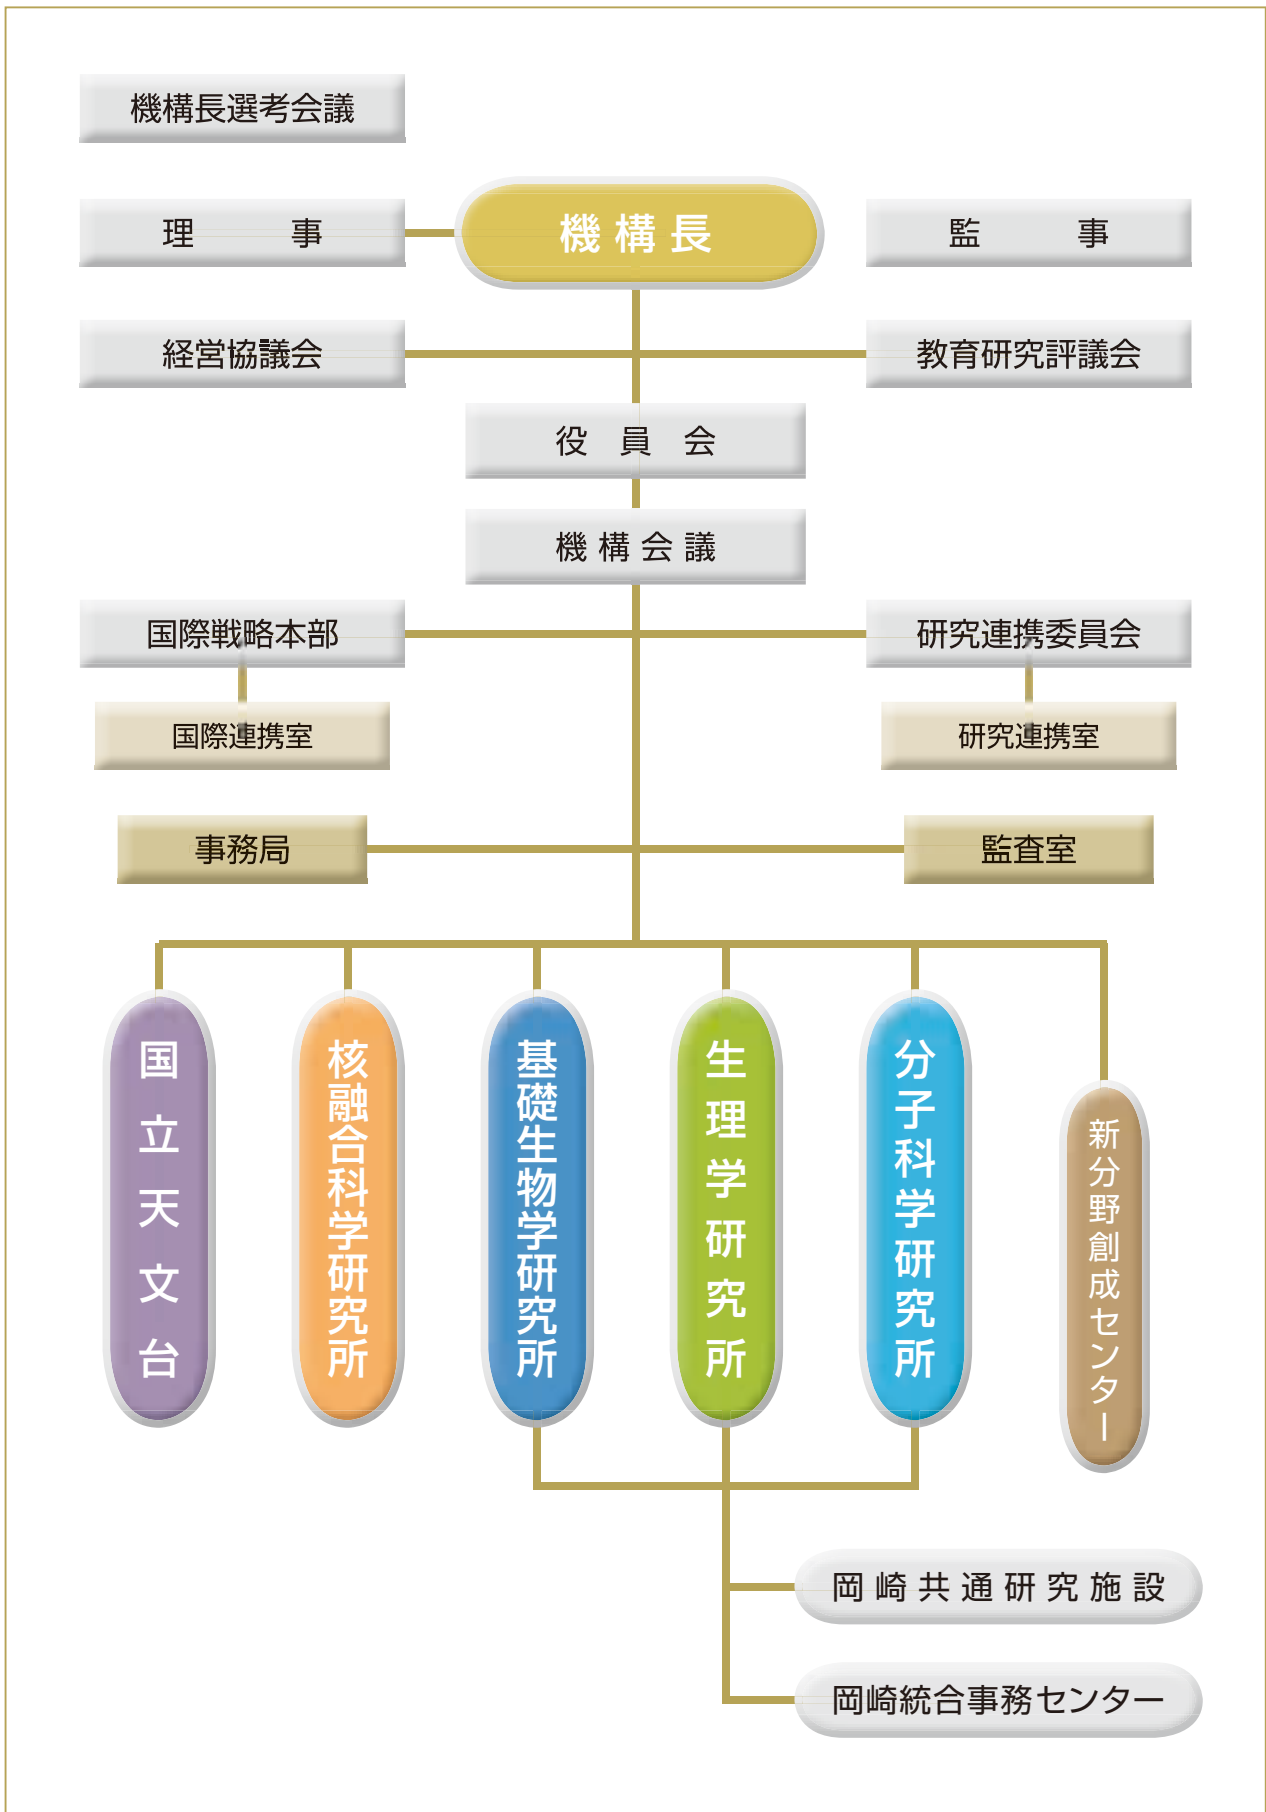 機構長選考会議
理　　　事
機構長
監　　　事
経営協議会
教育研究評議会
役　員　会
機構会議
国際戦略本部
研究連携委員会
国際連携室
研究連携室
事務局
監査室
国立天文台
核融合科学研究所
基礎生物学研究所
生理学研究所
分子科学研究所
新分野創成センター
岡崎共通研究施設
岡崎統合事務センター